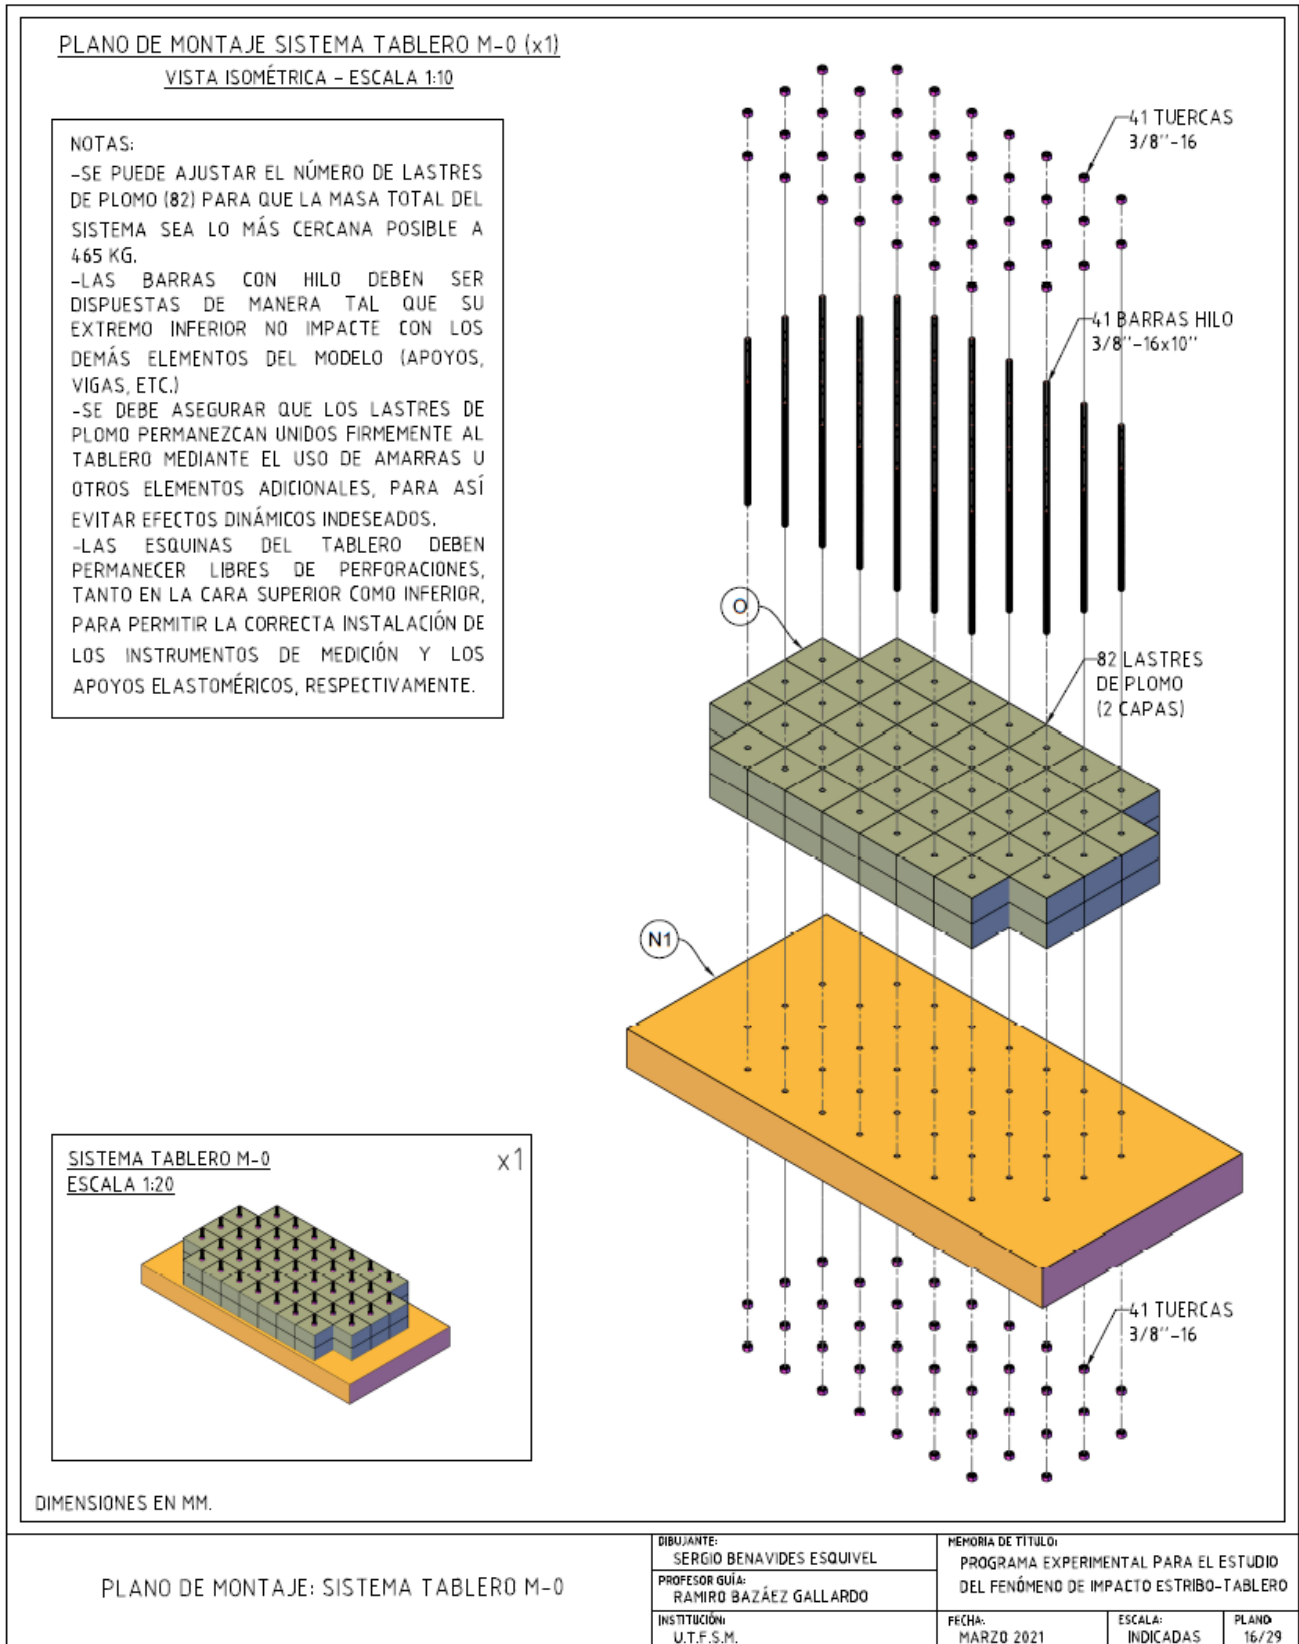 PLANO DE MONTAJE SISTEMA TABLERO M-0 (x1)
VISTA ISOMÉTRICA - ESCALA 1:10
NOTAS:
-SE PUEDE AJUSTAR EL NÚMERO DE LASTRES
DE PLOMO (82) PARA QUE LA MASA TOTAL DEL
SISTEMA SEA LO MÁS CERCANA POSIBLE A
465 KG.
-LAS BARRAS CON HILO DEBEN SER
DISPUESTAS DE MANERA TAL QUE SU
EXTREMO INFERIOR NO IMPACTE CON LOS
DEMÁS ELEMENTOS DEL MODELO (APOYOS,
VIGAS, ETC.)
-SE DEBE ASEGURAR QUE LOS LASTRES DE
PLOMO PERMANEZCAN UNIDOS FIRMEMENTE AL
TABLERO MEDIANTE EL USO DE AMARRAS U
OTROS ELEMENTOS ADICIONALES, PARA ASÍ
EVITAR EFECTOS DINÁMICOS INDESEADOS.
-LAS ESQUINAS DEL TABLERO DEBEN
PERMANECER LIBRES DE PERFORACIONES,
TANTO EN LA CARA SUPERIOR COMO INFERIOR,
PARA PERMITIR LA CORRECTA INSTALACIÓN DE
LOS INSTRUMENTOS DE MEDICIÓN Y LOS
APOYOS ELASTOMÉRICOS, RESPECTIVAMENTE.
41 TUERCAS
3/8''-16
41 BARRAS HILO
3/8''-16x10''
O
82 LASTRES
DE PLOMO
(2 CAPAS)
N1
41 TUERCAS
3/8''-16
SISTEMA TABLERO M-0
x1
ESCALA 1:20
DIMENSIONES EN MM.
PLANO DE MONTAJE: SISTEMA TABLERO M-0
DIBUJANTE:
SERGIO BENAVIDES ESQUIVEL
PROFESOR GUÍA:
RAMIRO BAZÁEZ GALLARDO
INSTITUCIÓN:
U.T.F.S.M.
MEMORIA DE TÍTULO:
PROGRAMA EXPERIMENTAL PARA EL ESTUDIO
DEL FENÓMENO DE IMPACTO ESTRIBO-TABLERO
FECHA:
MARZO 2021
ESCALA:
INDICADAS
PLANO
16/29